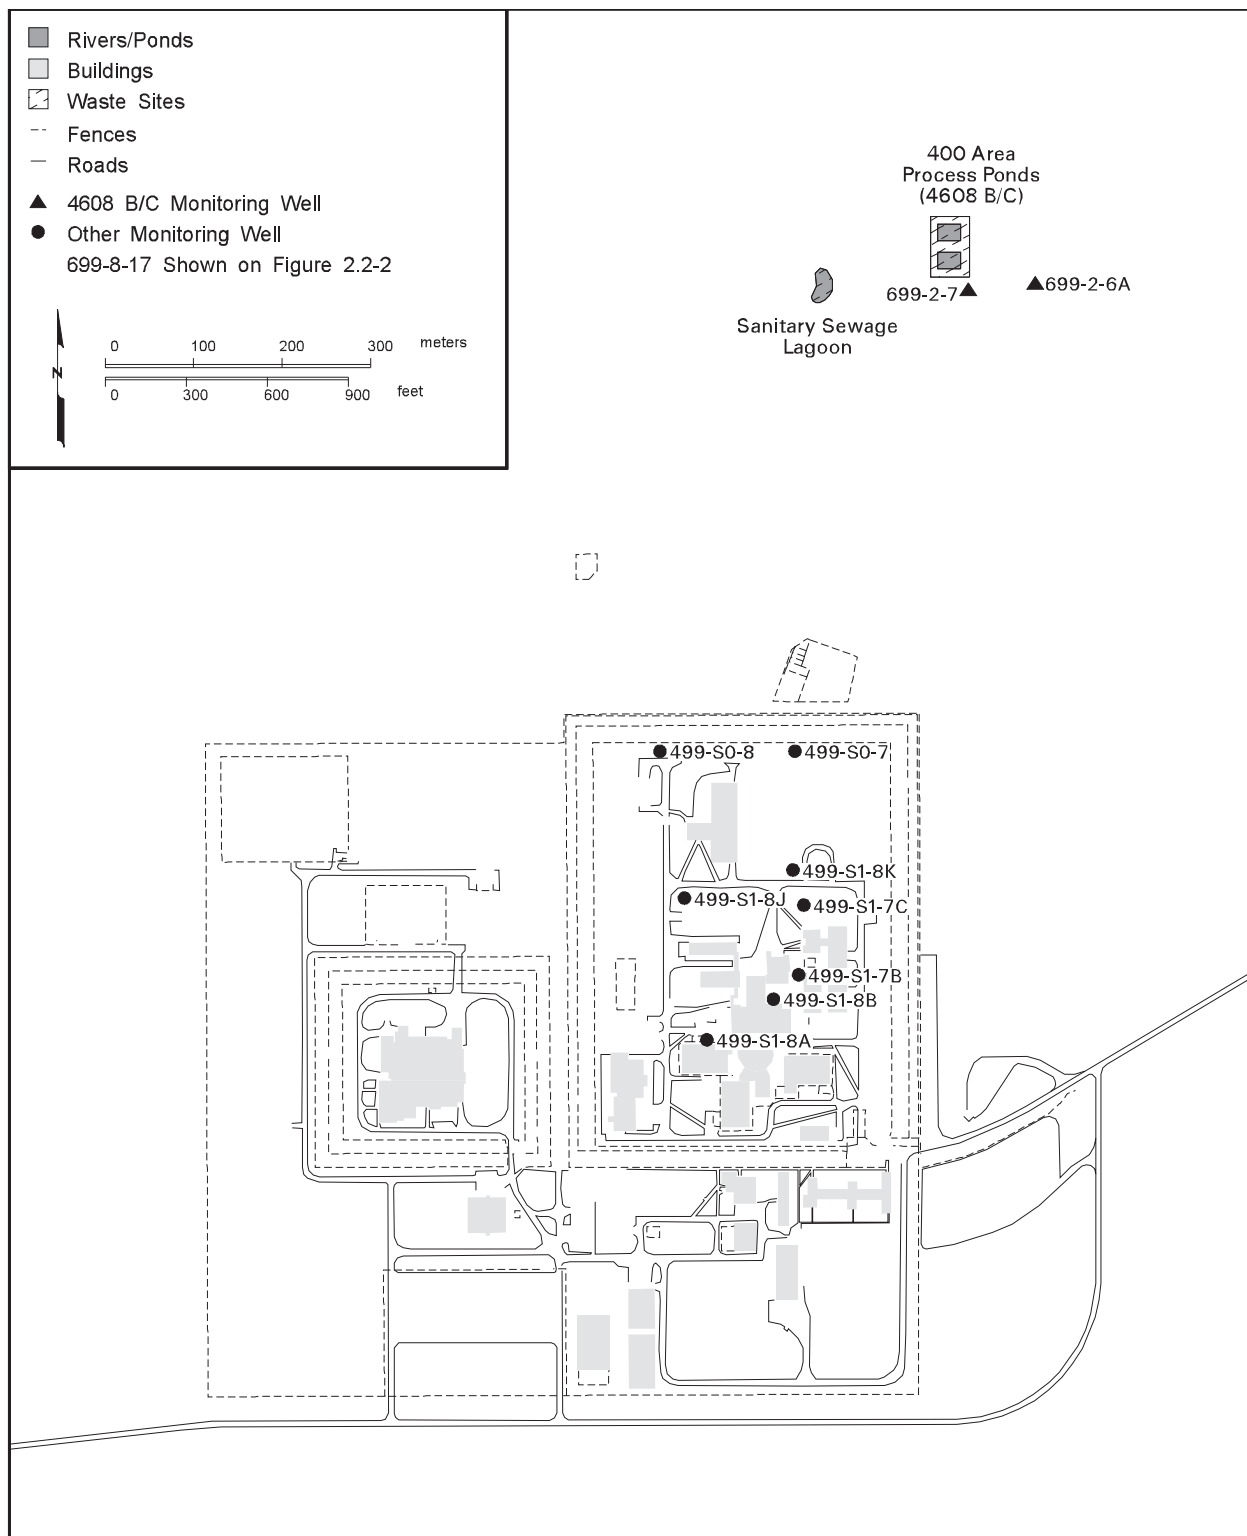 Rivers/Ponds
Buildings
Waste Sites
Fences
Roads
4608 B/C Monitoring Well
Other Monitoring Well
699-8-17 Shown on Figure 2.2-2
N
0 100 200 300 meters
0 300 600 900 feet
400 Area
Process Ponds
(4608 B/C)
699-2-7
699-2-6A
Sanitary Sewage
Lagoon
499-S0-8
499-S0-7
499-S1-8K
499-S1-8J
499-S1-7C
499-S1-7B
499-S1-8B
499-S1-8A